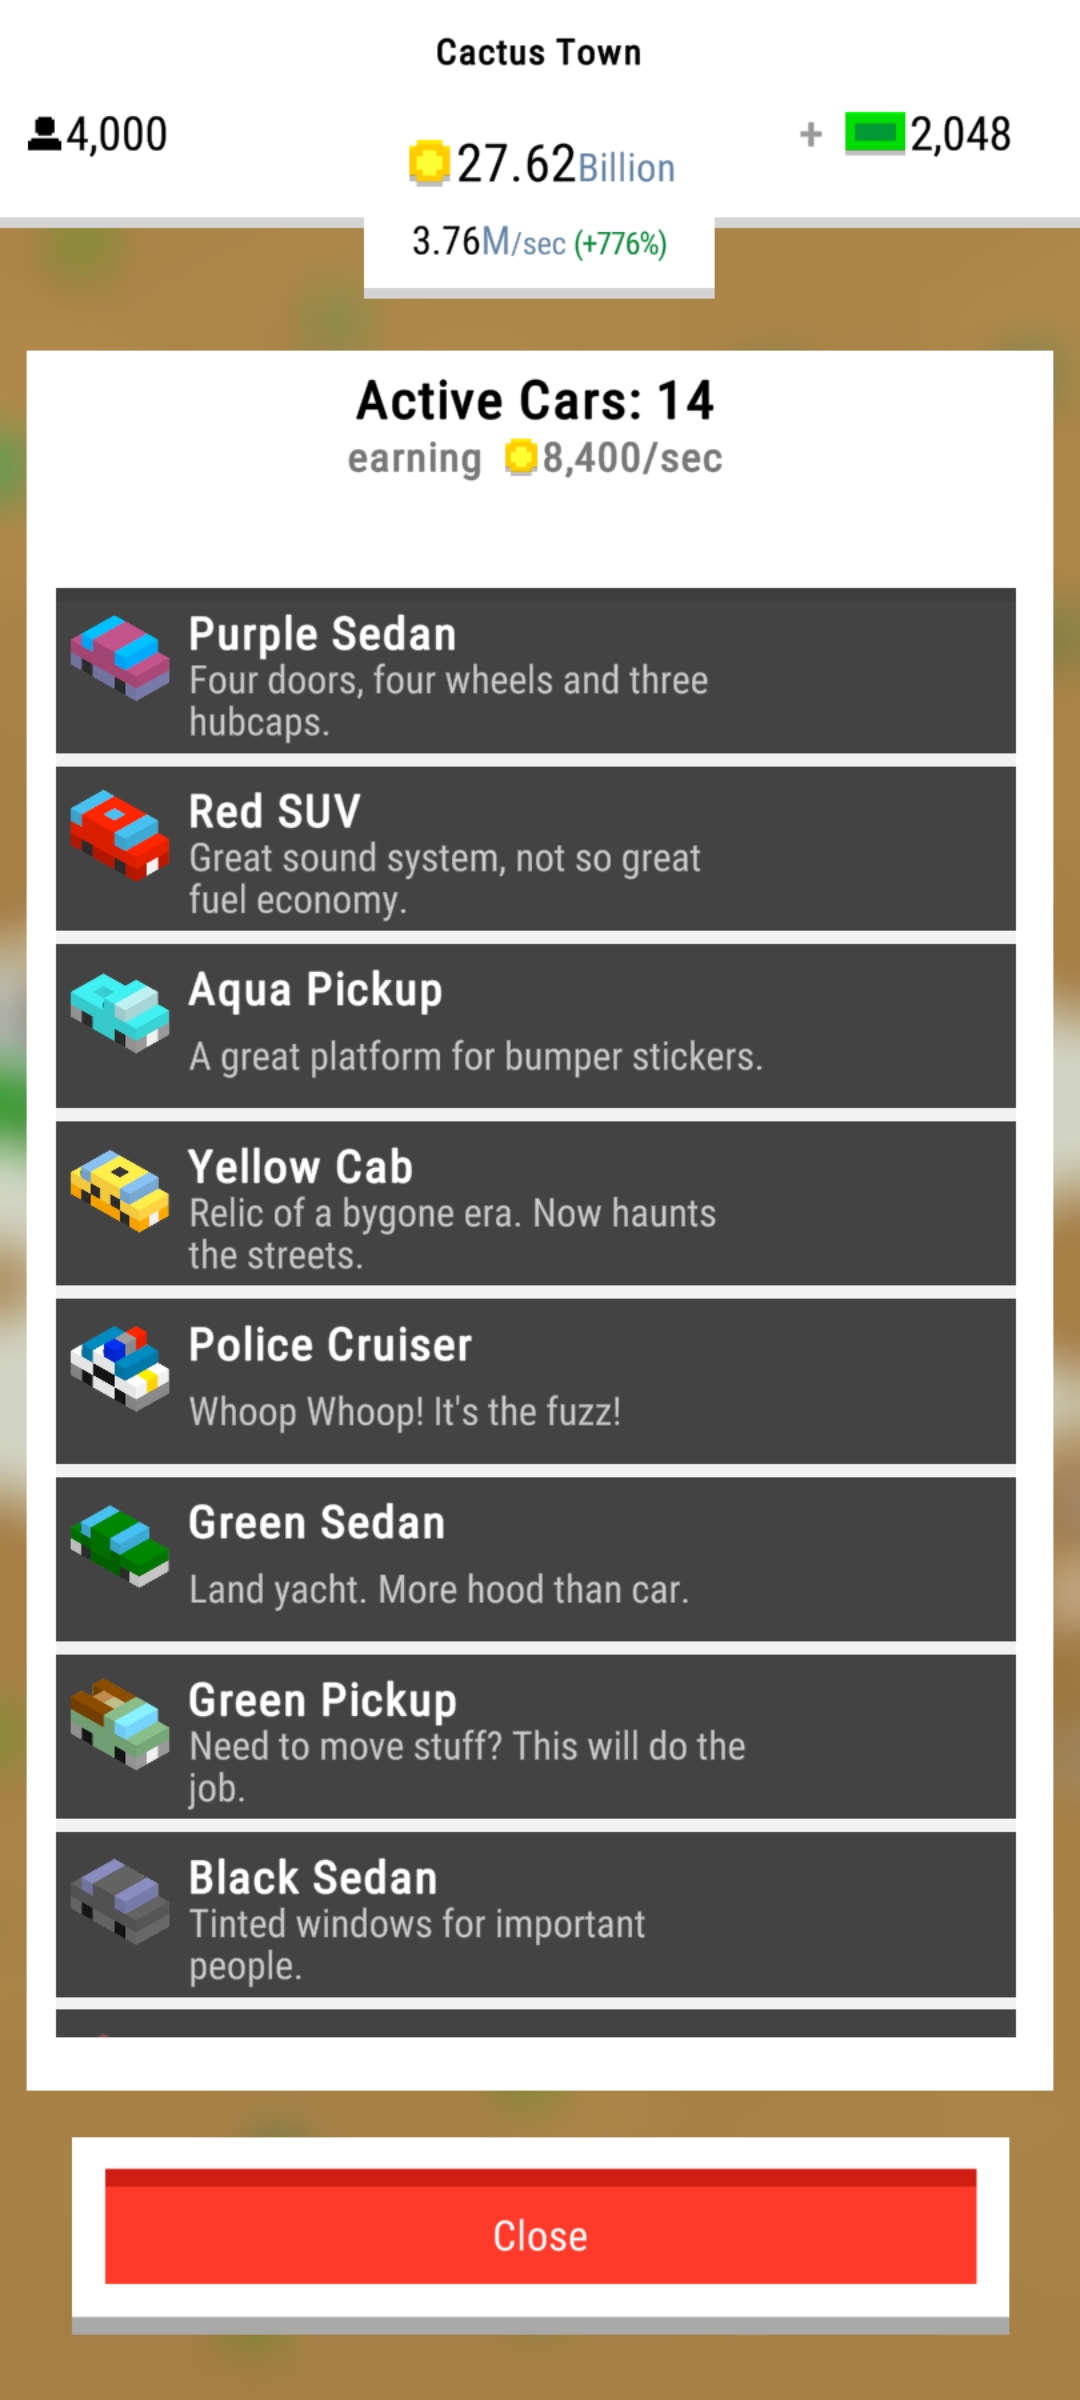 Cactus Town
4,000
27.62Billion
+ 2,048
3.76M/sec (+776%)
Active Cars: 14
earning 8,400/sec
Purple Sedan
Four doors, four wheels and three
hubcaps.
Red SUV
Great sound system, not so great
fuel economy.
Aqua Pickup
A great platform for bumper stickers.
Yellow Cab
Relic of a bygone era. Now haunts
the streets.
Police Cruiser
Whoop Whoop! It's the fuzz!
Green Sedan
Land yacht. More hood than car.
Green Pickup
Need to move stuff? This will do the
job.
Black Sedan
Tinted windows for important
people.
Close